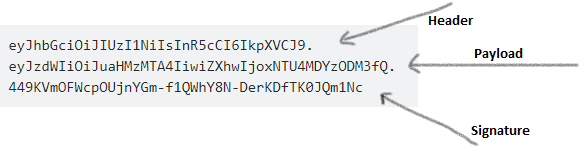 Header
eyJhbGciOiJIUzI1NiIsInR5cCI6IkpXVCJ9.
Payload
eyJzdWIiOiJuaHMzMTA4IiwiZXhwIjoxNTU4MDYzODM3fQ.
449KVmOFWcpOUjnYGm-f1QWhY8N-DerKDfTK0JQm1Nc
Signature